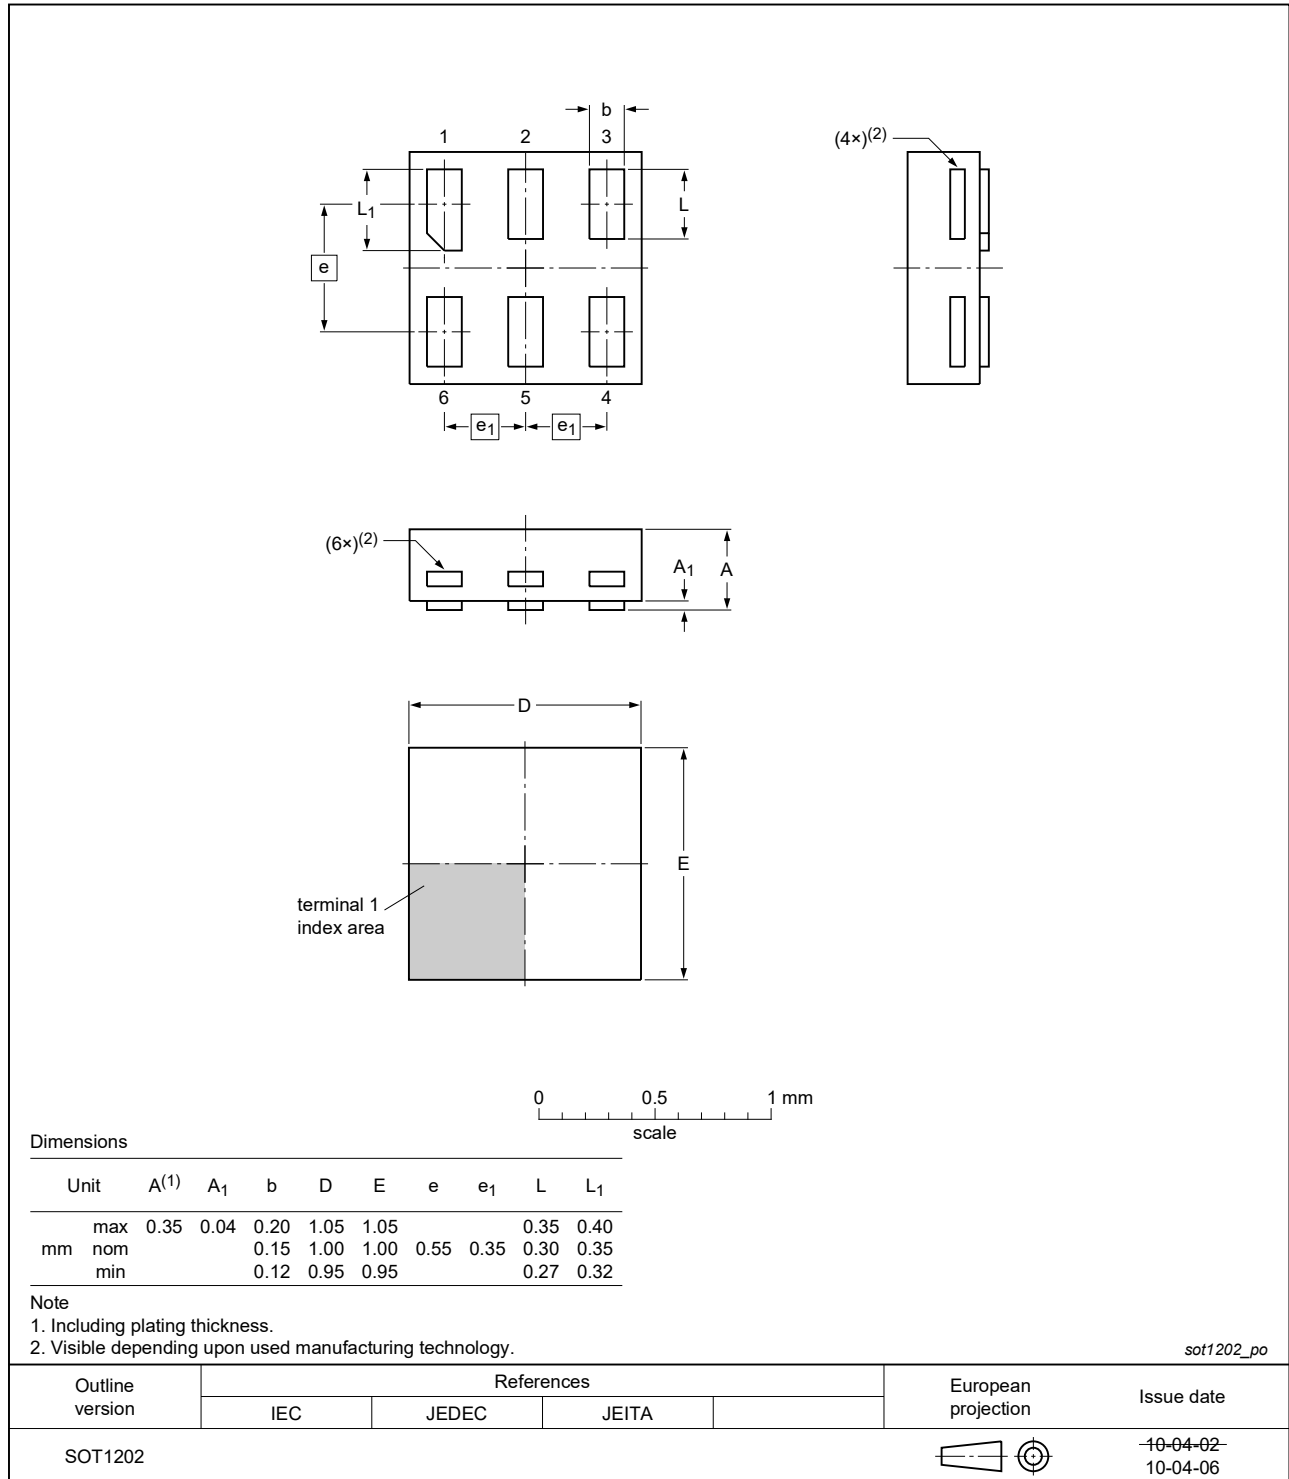 b
1 2 3
(4×)(2)
L1
L
e
6 5 4
e1 e1
(6×)(2)
A1 A
D
E
terminal 1
index area
0 0.5 1 mm
scale
Dimensions
Unit A(1) A1 b D E e e1 L L1
max 0.35 0.04 0.20 1.05 1.05 0.35 0.40
mm nom 0.15 1.00 1.00 0.55 0.35 0.30 0.35
min 0.12 0.95 0.95 0.27 0.32
Note
1. Including plating thickness.
2. Visible depending upon used manufacturing technology.
sot1202_po
Outline
version
References
IEC JEDEC JEITA
European
projection
Issue date
SOT1202
10-04-02
10-04-06